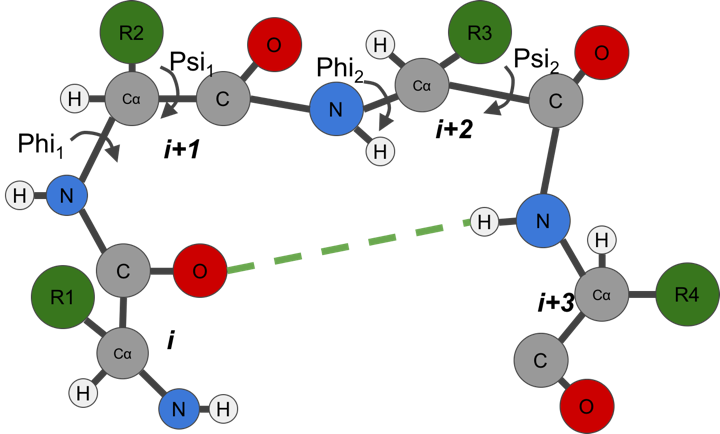 R2
O
H
R3
O
Psi1
Phi2
Psi2
H
Cα
C
N
Cα
C
i+1
i+2
H
Phi1
H
N
H
N
H
C
O
R1
i+3
Cα
R4
i
Cα
C
H
N
H
O